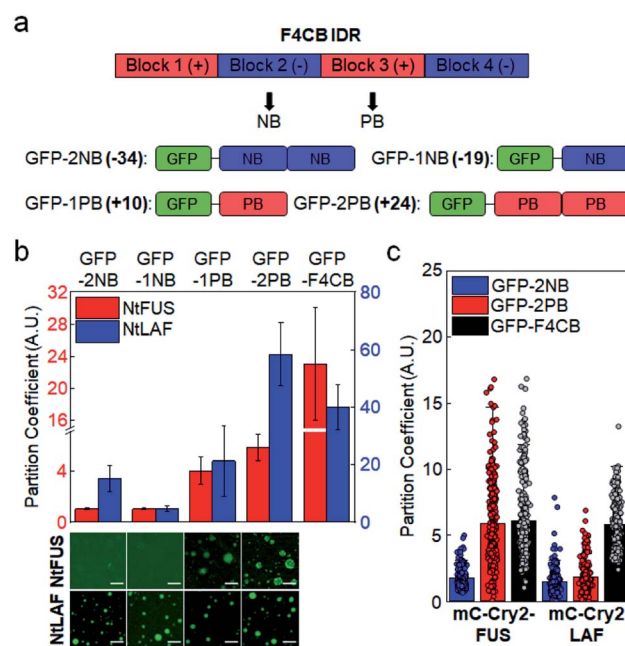 a
F4CB IDR
Block 1 (+) Block 2 (-) Block 3 (+) Block 4 (-)
NB PB
GFP-2NB (-34): GFP NB NB GFP-1NB (-19): GFP NB
GFP-1PB (+10): GFP PB GFP-2PB (+24): GFP PB PB
b
GFP GFP GFP GFP GFP
-2NB -1NB -1PB -2PB -F4CB
Partition Coefficient (A.U.)
32
28
24
20
16
4
0
NtFUS
NtLAF
80
60
40
20
0
NtFUS
NtLAF
c
Partition Coefficient (A.U.)
25
20
15
10
5
0
GFP-2NB
GFP-2PB
GFP-F4CB
mC-Cry2- mC-Cry2
FUS LAF